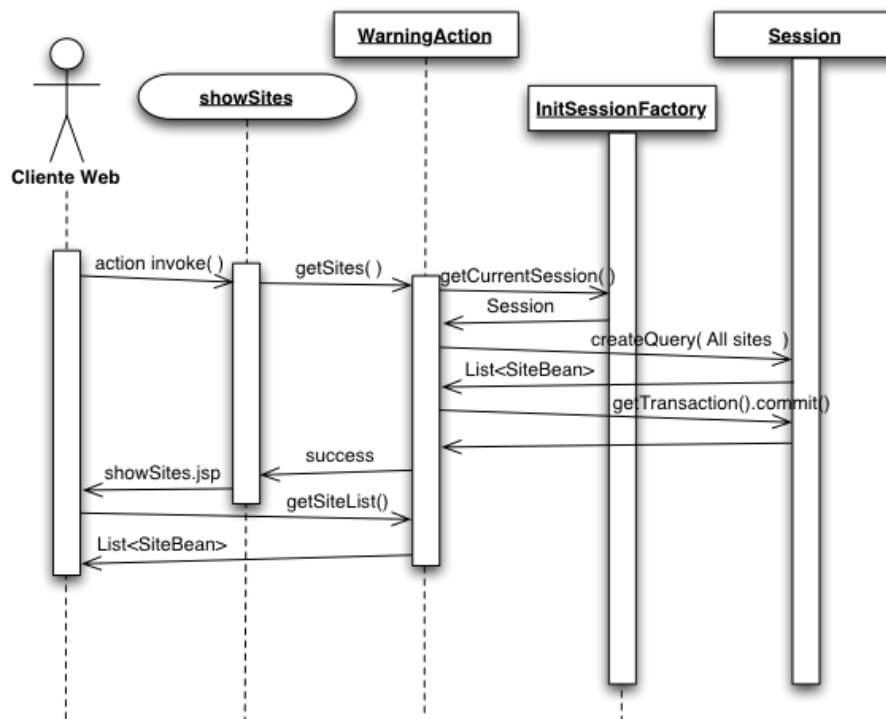 WarningAction
Session
showSites
InitSessionFactory
Cliente Web
action invoke( )
getSites( )
getCurrentSession( )
Session
createQuery( All sites )
List<SiteBean>
getTransaction().commit()
success
showSites.jsp
getSiteList()
List<SiteBean>